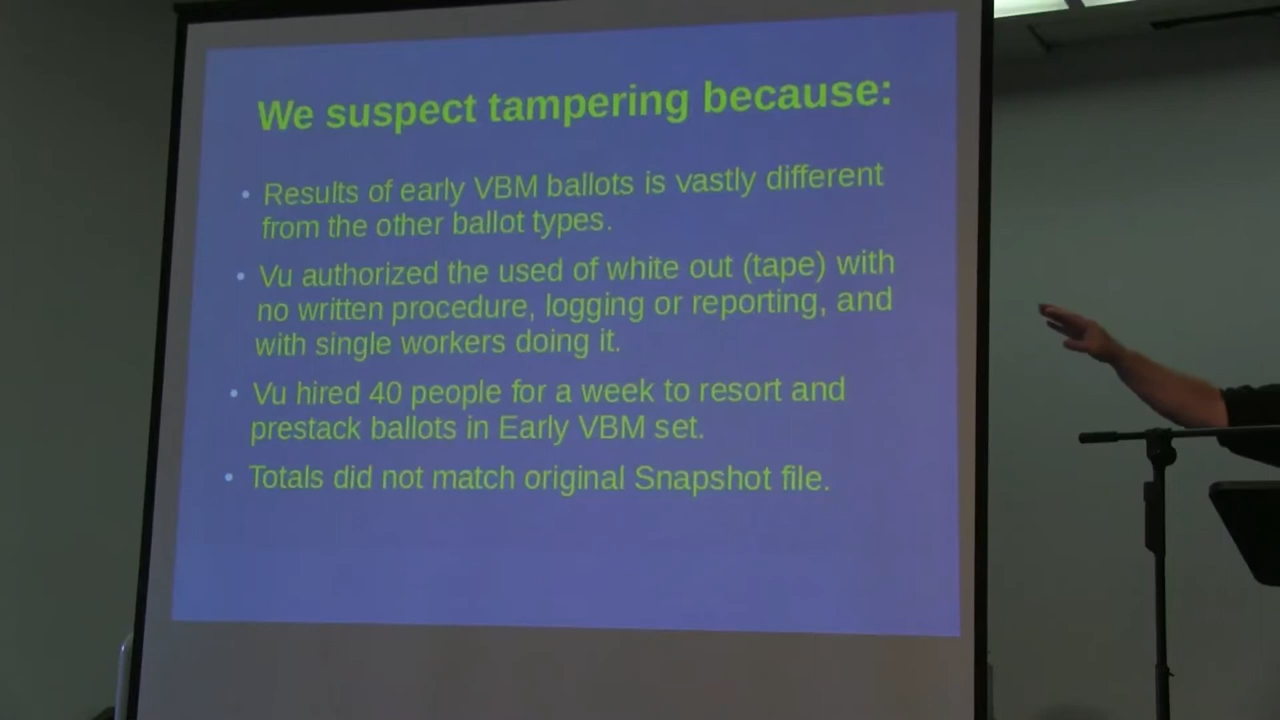 We suspect tampering because:
• Results of early VBM ballots is vastly different
from the other ballot types.
• Vu authorized the used of white out (tape) with
no written procedure, logging or reporting, and
with single workers doing it.
• Vu hired 40 people for a week to resort and
prestack ballots in Early VBM set.
• Totals did not match original Snapshot file.